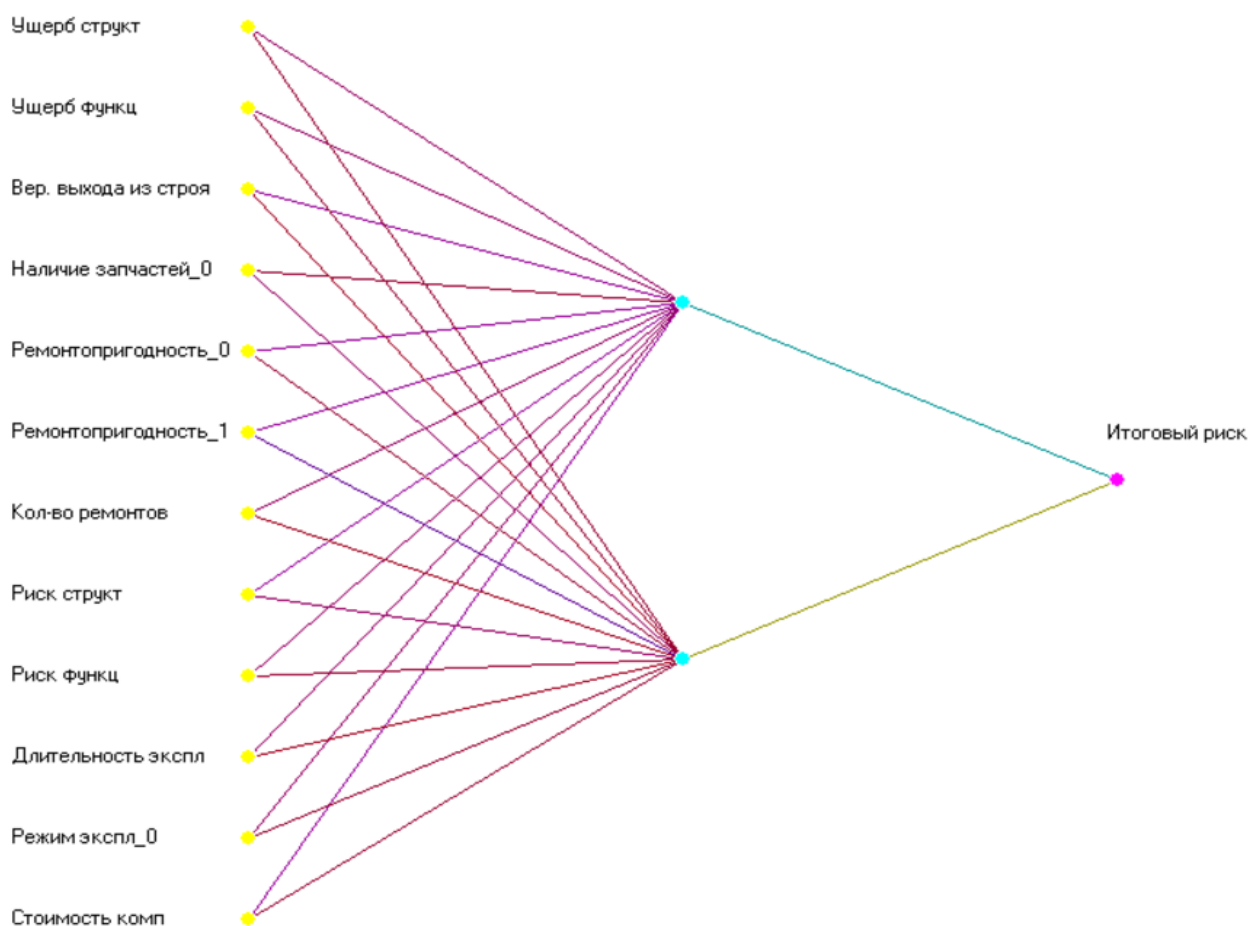 Ущерб структ
Ущерб функц
Вер. выхода из строя
Наличие запчастей_0
Ремонтопригодность_0
Ремонтопригодность_1
Итоговый риск
Кол-во ремонтов
Риск структ
Риск функц
Длительность экспл
Режим экспл_0
Стоимость комп